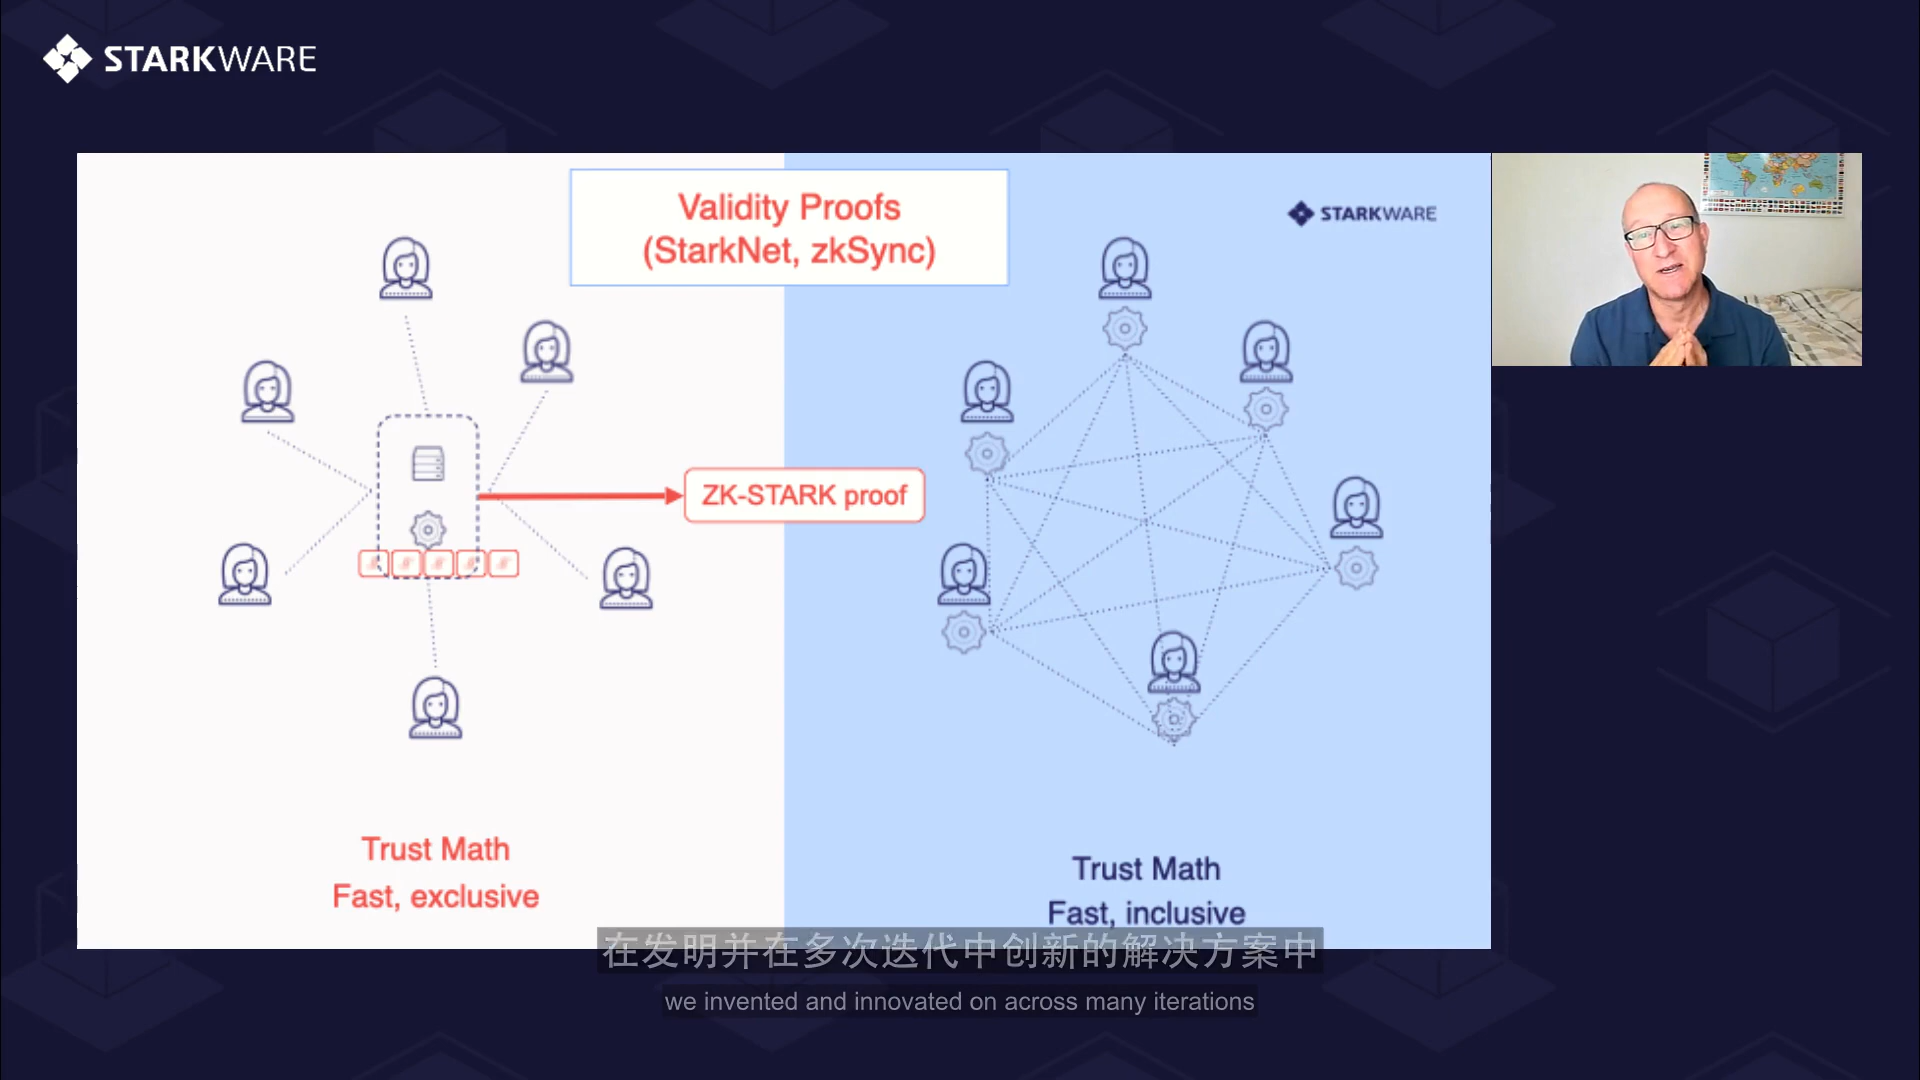 STARKWARE
Validity Proofs
(StarkNet, zkSync)
STARKWARE
ZK-STARK proof
Trust Math
Fast, exclusive
Trust Math
Fast, inclusive
在发明并在多次迭代中创新的解决方案中
we invented and innovated on across many iterations